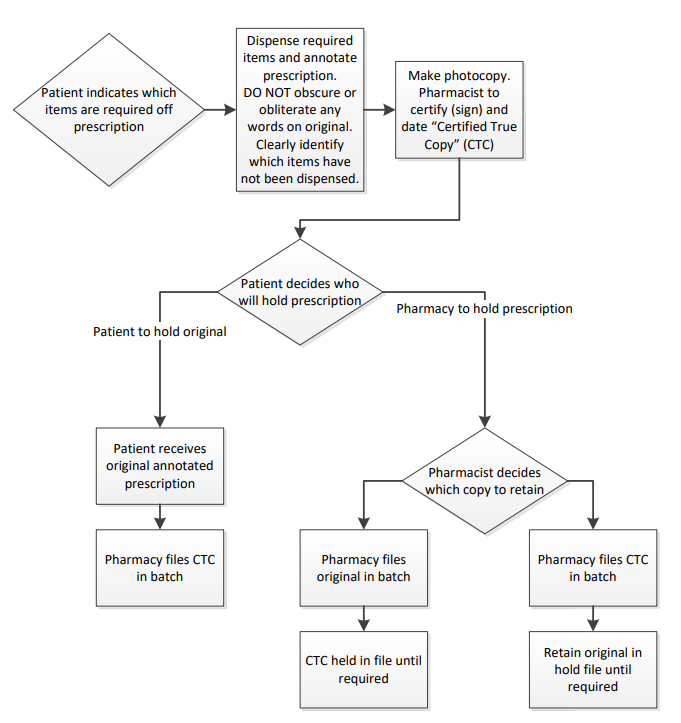 Patient indicates which
items are required off
prescription
Dispense required
items and annotate
prescription.
DO NOT obscure or
obliterate any
words on original.
Clearly identify
which items have
not been dispensed.
Make photocopy.
Pharmacist to
certify (sign) and
date “Certified True
Copy” (CTC)
Patient decides who
will hold prescription
Patient to hold original
Pharmacy to hold prescription
Patient receives
original annotated
prescription
Pharmacy files CTC
in batch
Pharmacist decides
which copy to retain
Pharmacy files
original in batch
CTC held in file until
required
Pharmacy files CTC
in batch
Retain original in
hold file until
required